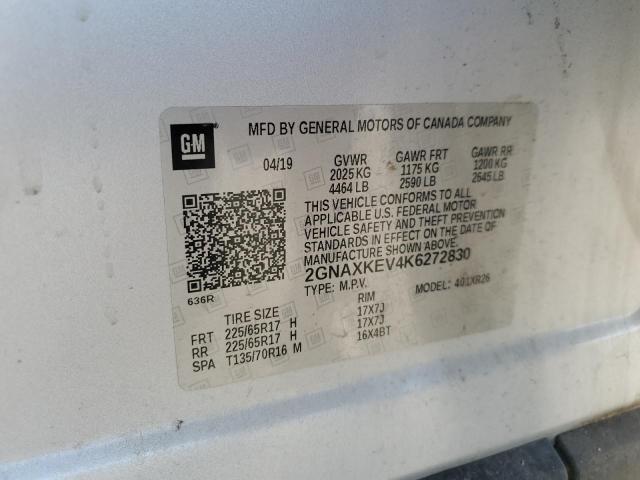 GM
MFD BY GENERAL MOTORS OF CANADA COMPANY
04/19 GVWR GAWR FRT GAWR RR
2025 KG 1175 KG 1200 KG
4464 LB 2590 LB 2645 LB
THIS VEHICLE CONFORMS TO ALL
APPLICABLE U.S. FEDERAL MOTOR
VEHICLE SAFETY AND THEFT PREVENTION
STANDARDS IN EFFECT ON THE DATE OF
MANUFACTURE SHOWN ABOVE.
2GNAXKEV4K6272830
TYPE: M.P.V. MODEL: 401XR26
636R
TIRE SIZE RIM
FRT 225/65R17 H 17X7J
RR 225/65R17 H 17X7J
SPA T135/70R16 M 16X4BT